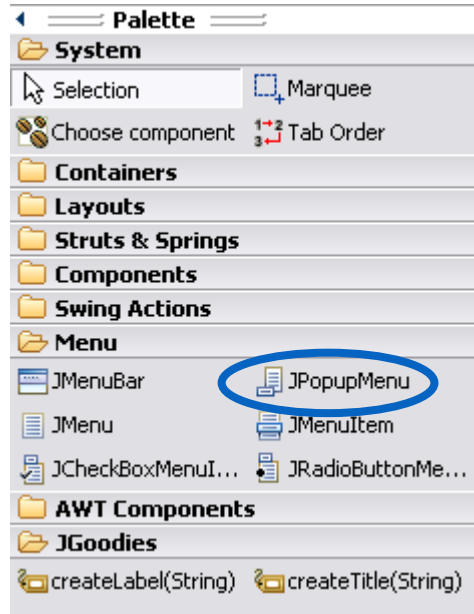 Palette
System
Selection Marquee
Choose component Tab Order
Containers
Layouts
Struts & Springs
Components
Swing Actions
Menu
JMenuBar JPopupMenu
JMenu JMenuItem
JCheckBoxMenuI... JRadioButtonMe...
AWT Components
JGoodies
createLabel(String) createTitle(String)